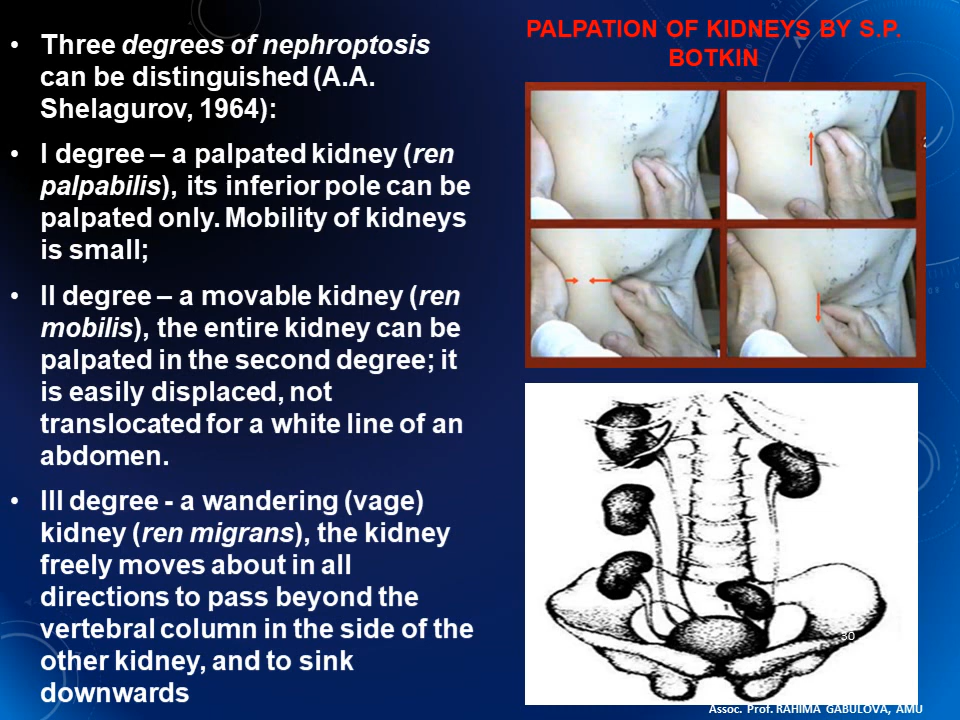 • Three degrees of nephroptosis
can be distinguished (A.A.
Shelagurov, 1964):
• I degree – a palpated kidney (ren
palpabilis), its inferior pole can be
palpated only. Mobility of kidneys
is small;
• II degree – a movable kidney (ren
mobilis), the entire kidney can be
palpated in the second degree; it
is easily displaced, not
translocated for a white line of an
abdomen.
• III degree - a wandering (vage)
kidney (ren migrans), the kidney
freely moves about in all
directions to pass beyond the
vertebral column in the side of the
other kidney, and to sink
downwards
PALPATION OF KIDNEYS BY S.P.
BOTKIN
30
Assoc. Prof. RAHIMA GABULOVA, AMU